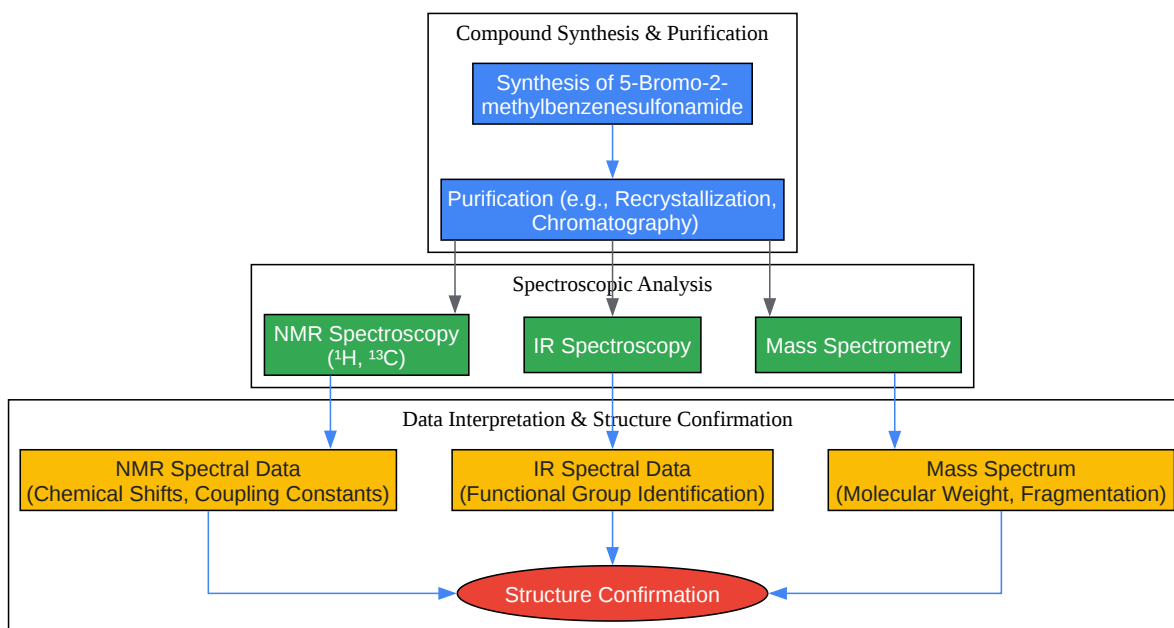 Compound Synthesis & Purification
Synthesis of 5-Bromo-2-
methylbenzenesulfonamide
Purification (e.g., Recrystallization,
Chromatography)
Spectroscopic Analysis
NMR Spectroscopy
(¹H, ¹³C)
IR Spectroscopy
Mass Spectrometry
Data Interpretation & Structure Confirmation
NMR Spectral Data
(Chemical Shifts, Coupling Constants)
IR Spectral Data
(Functional Group Identification)
Mass Spectrum
(Molecular Weight, Fragmentation)
Structure Confirmation